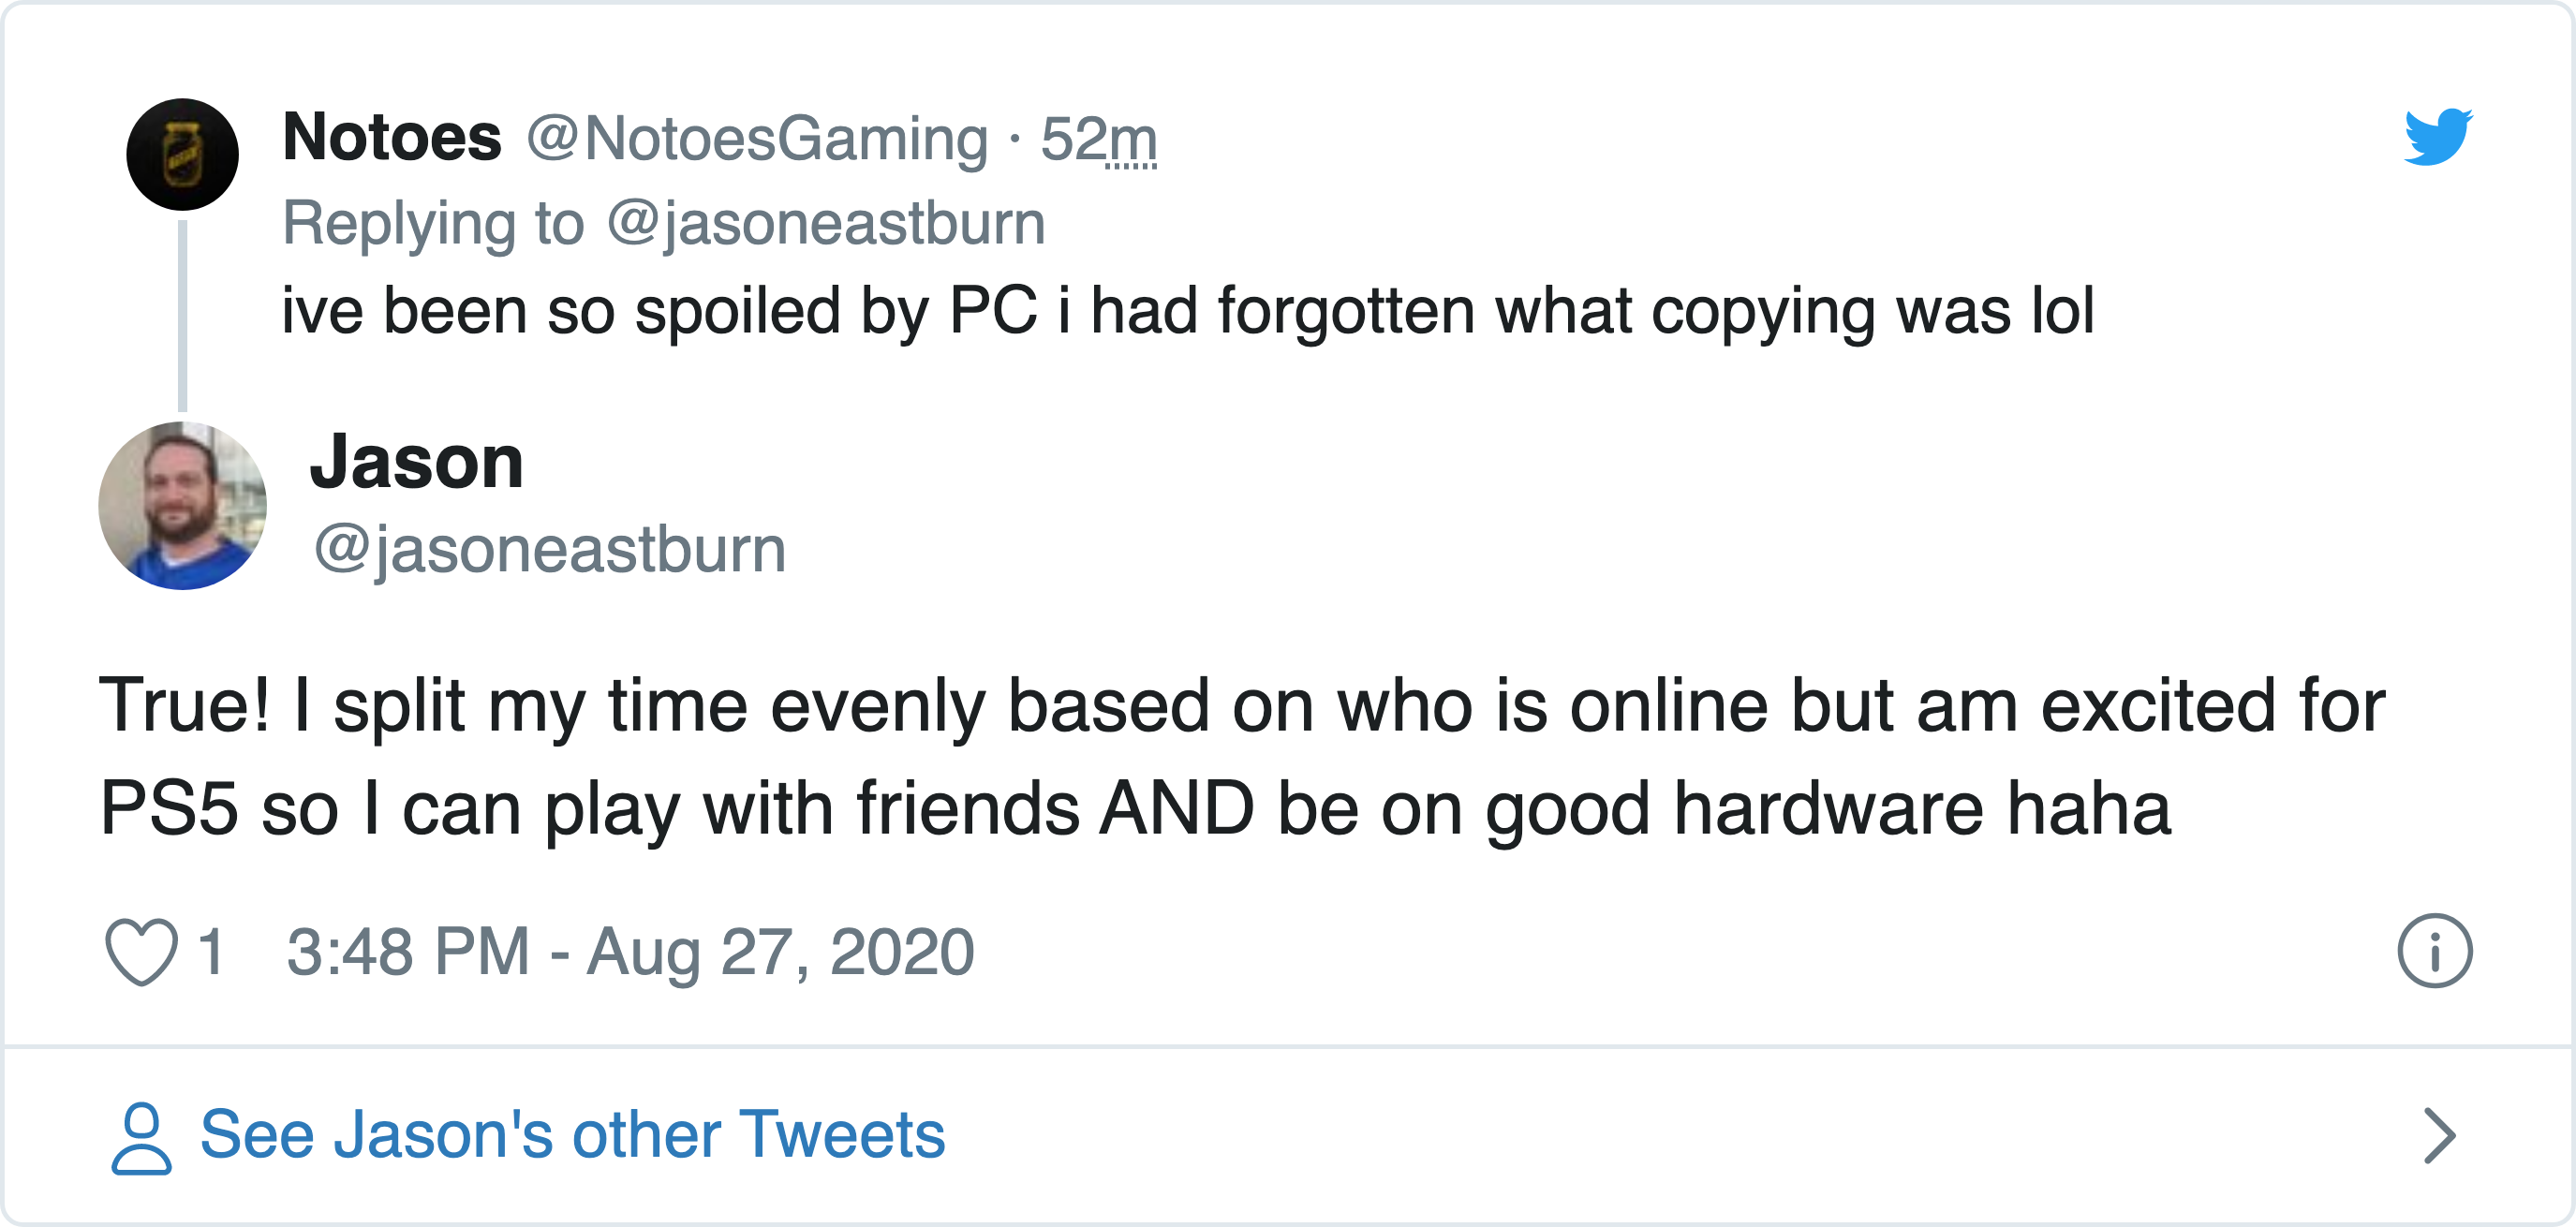 Notoes @NotoesGaming · 52m
Replying to @jasoneastburn
ive been so spoiled by PC i had forgotten what copying was lol
Jason
@jasoneastburn
True! I split my time evenly based on who is online but am excited for
PS5 so I can play with friends AND be on good hardware haha
1 3:48 PM - Aug 27, 2020
See Jason's other Tweets